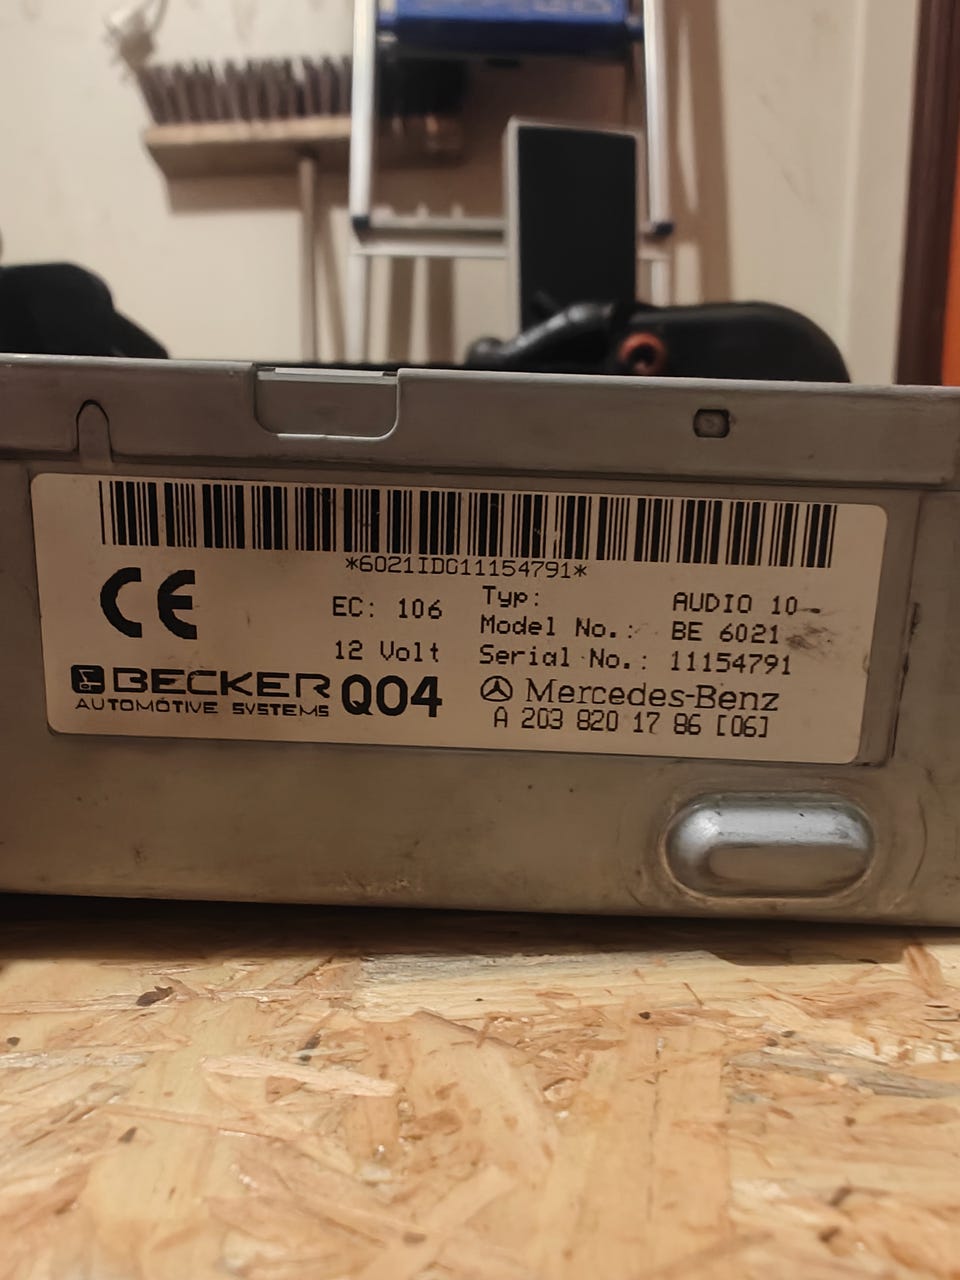 *6021IDG11154791*
CE
EC: 106
12 Volt
Typ: AUDIO 10
Model No.: BE 6021
Serial No.: 11154791
BECKER
AUTOMOTIVE SYSTEMS
Q04
Mercedes-Benz
A 203 820 17 86 [06]